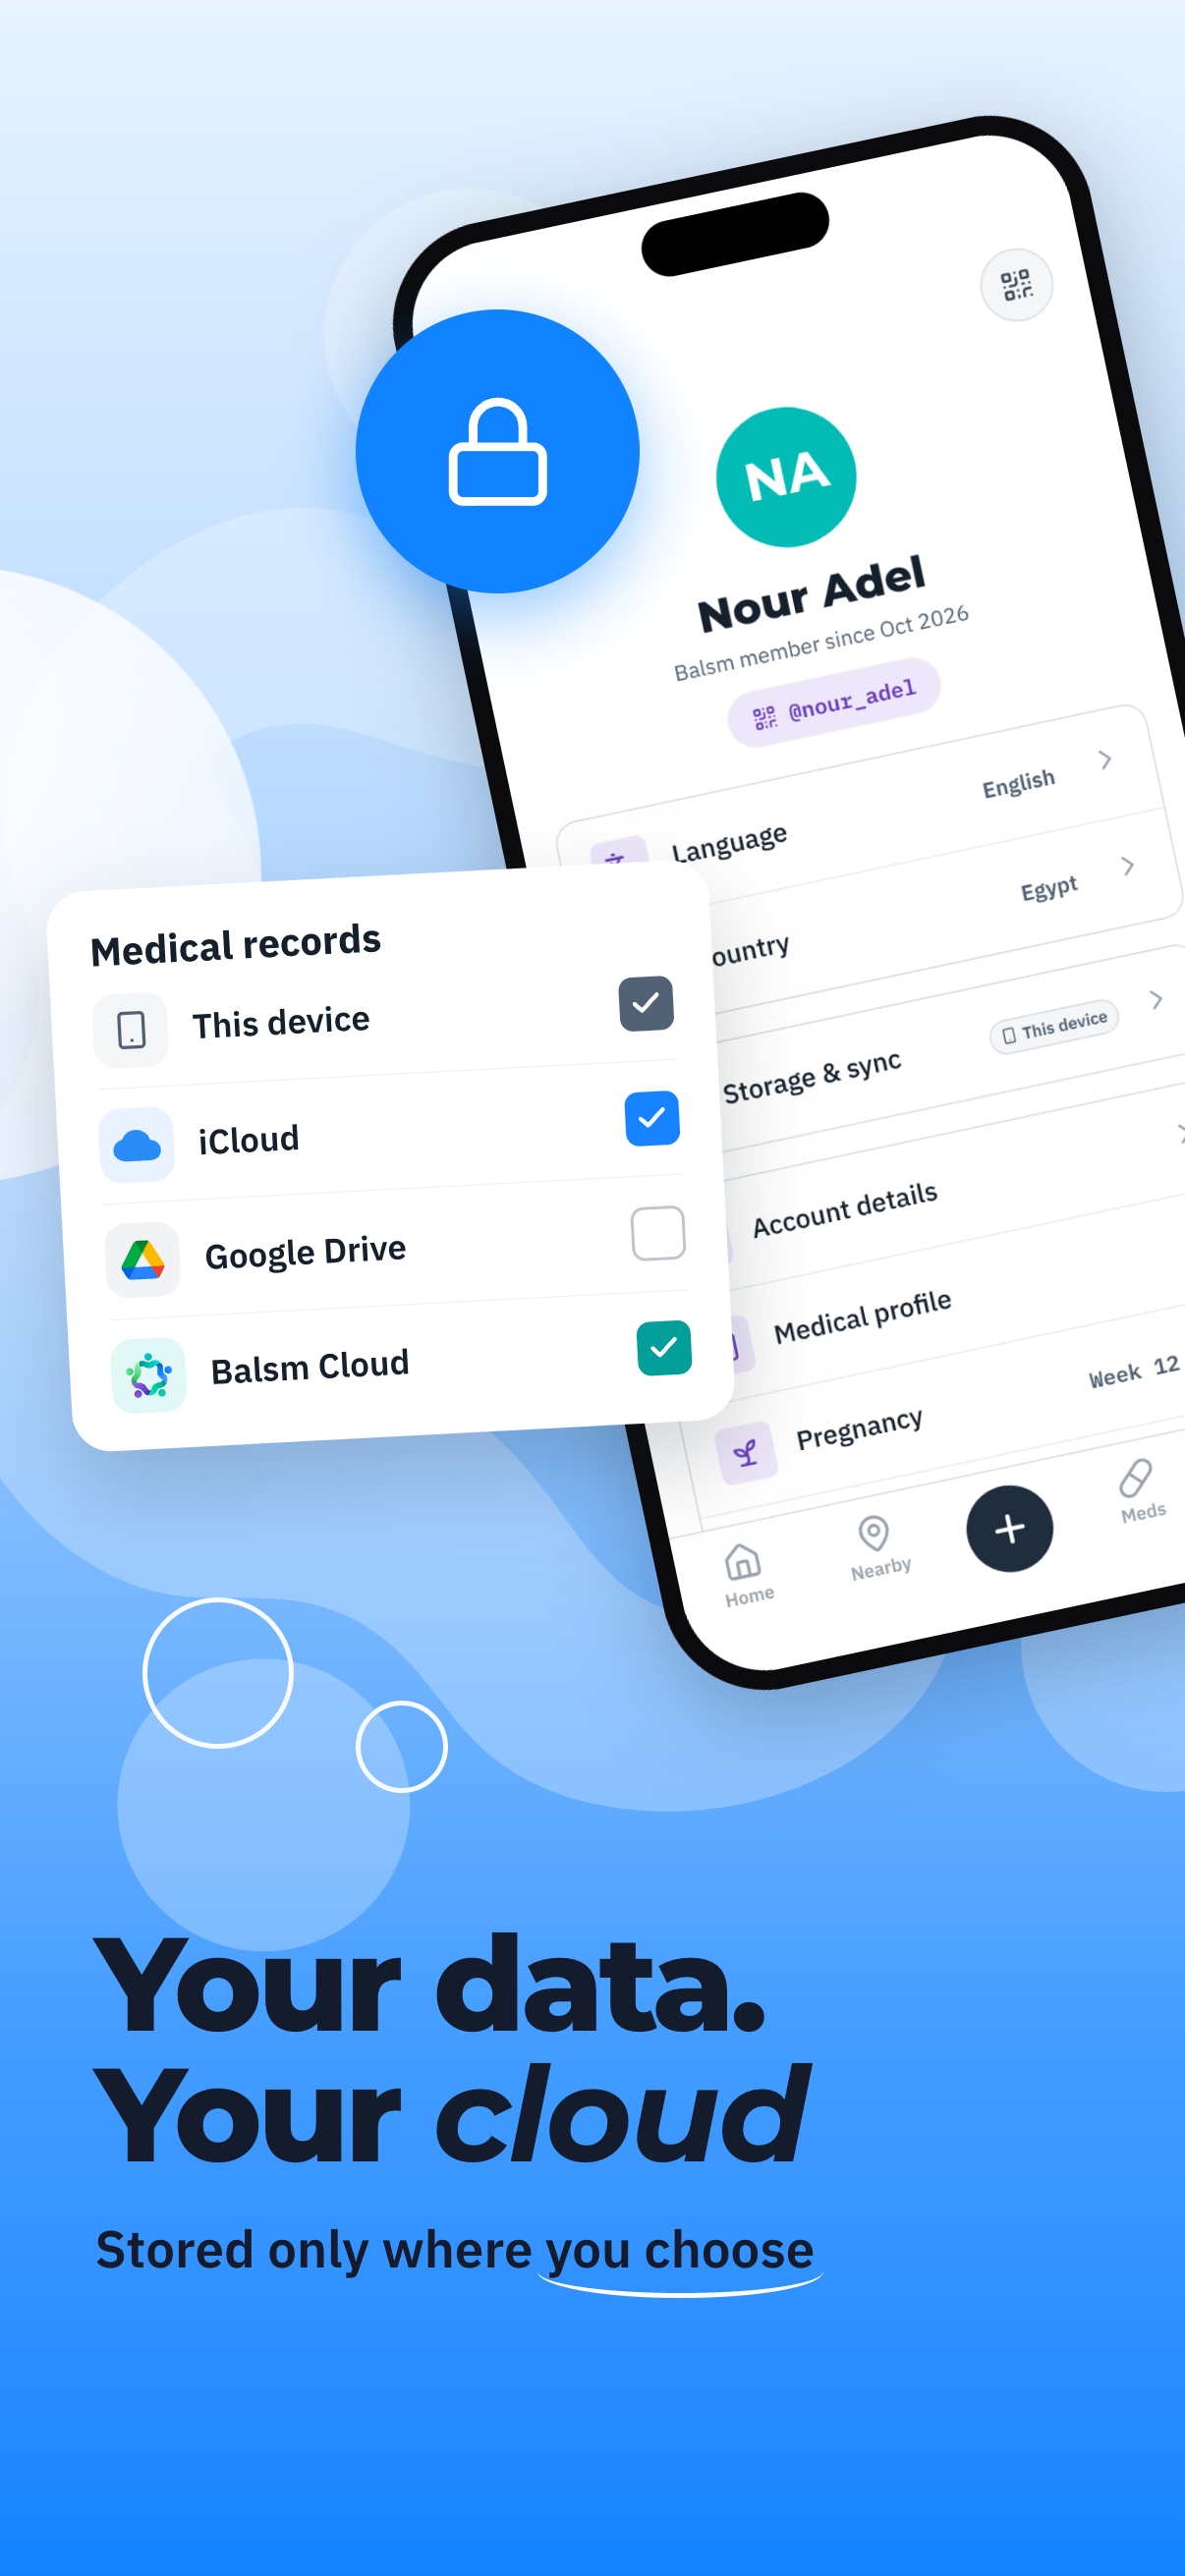 NA
Nour Adel
Balsm member since Oct 2026
@nour_adel
Language English
ountry Egypt
Storage & sync This device
Account details
Medical profile
Pregnancy Week 12
Home
Nearby
Meds
Medical records
This device
iCloud
Google Drive
Balsm Cloud
Your data.
Your cloud
Stored only where you choose